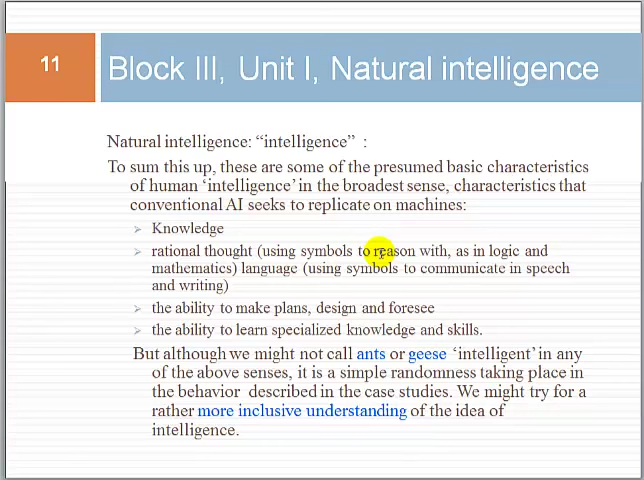 11
Block III, Unit I, Natural intelligence
Natural intelligence: “intelligence” :
To sum this up, these are some of the presumed basic characteristics
of human ‘intelligence’ in the broadest sense, characteristics that
conventional AI seeks to replicate on machines:
Knowledge
rational thought (using symbols to reason with, as in logic and
mathematics) language (using symbols to communicate in speech
and writing)
the ability to make plans, design and foresee
the ability to learn specialized knowledge and skills.
But although we might not call ants or geese ‘intelligent’ in any
of the above senses, it is a simple randomness taking place in
the behavior described in the case studies. We might try for a
rather more inclusive understanding of the idea of
intelligence.